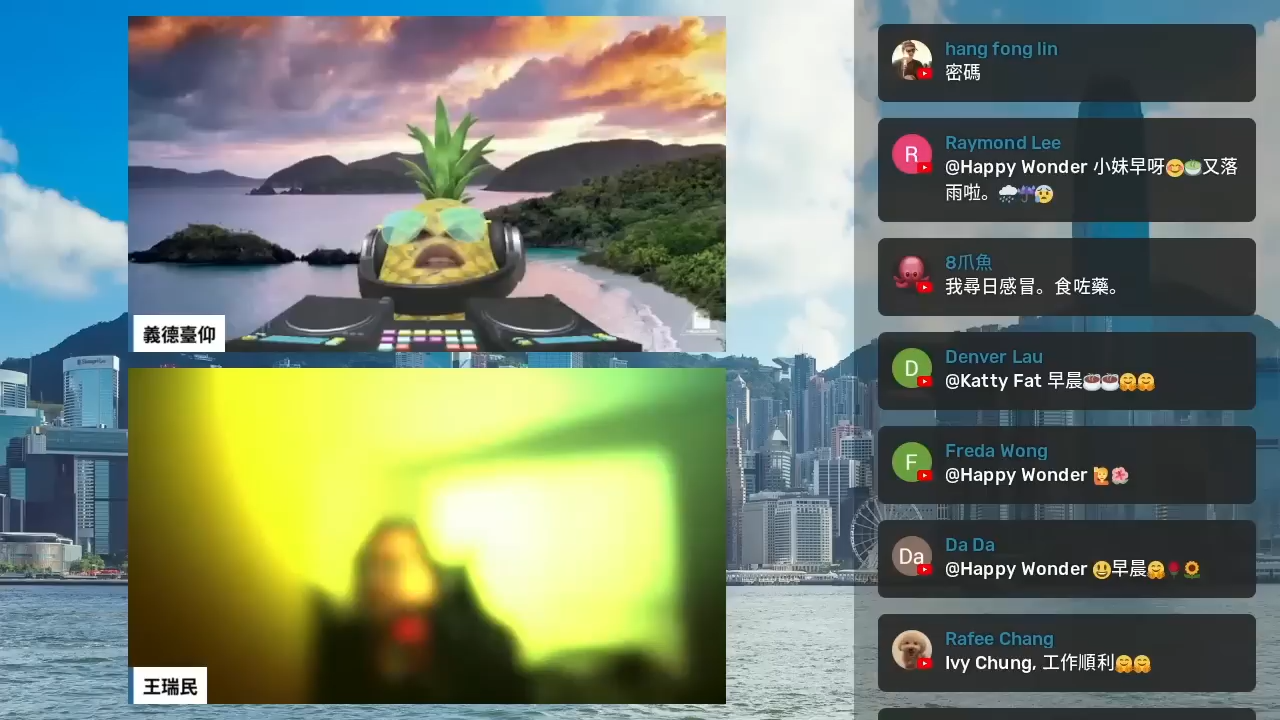 義德臺仰
王瑞民
hang fong lin
密碼
Raymond Lee
@Happy Wonder 小妹早呀😊🍏又落
雨啦。🌧️☔😰
8爪魚
我尋日感冒。食咗藥。
Denver Lau
@Katty Fat 早晨☕☕🤗🤗
Freda Wong
@Happy Wonder 🙋🌺
Da Da
@Happy Wonder 😃早晨🤗🌹🌻
Rafee Chang
Ivy Chung, 工作順利🤗🤗
R
D
F
Da